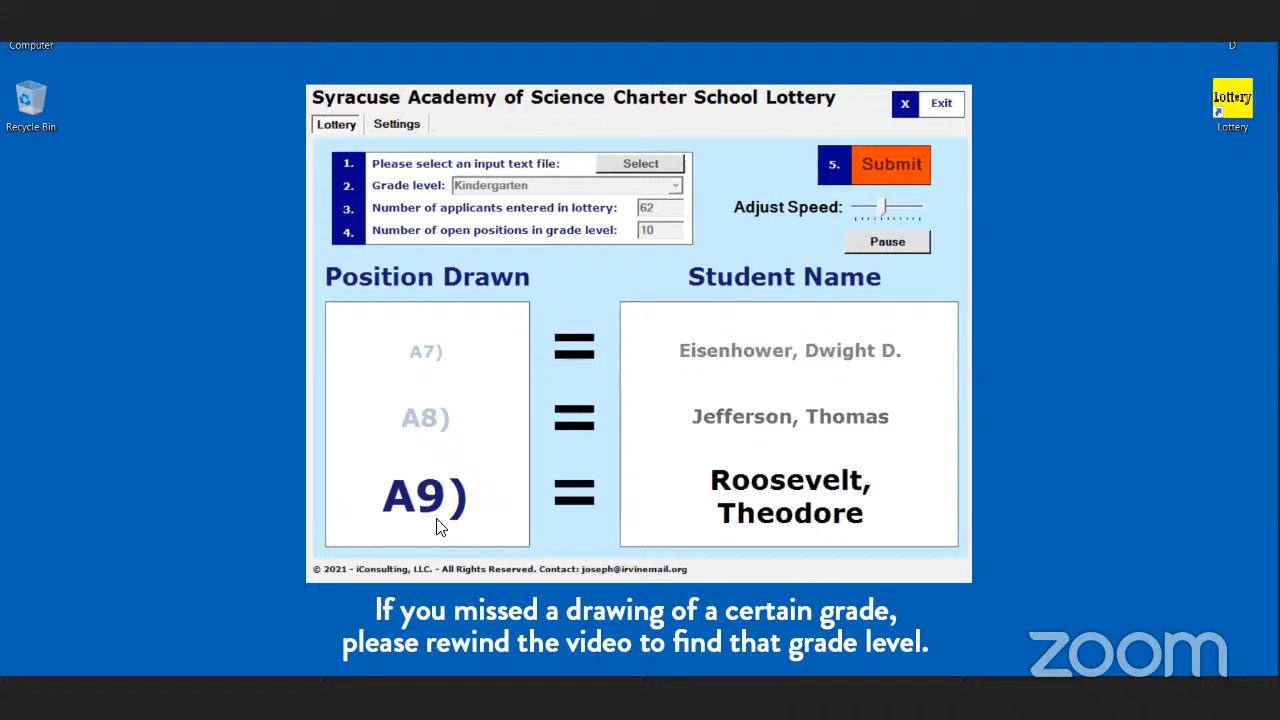 Computer
D
Recycle Bin
Lottery
Lottery
Syracuse Academy of Science Charter School Lottery
X Exit
Lottery Settings
1. Please select an input text file: Select
2. Grade level: Kindergarten
3. Number of applicants entered in lottery: 62
4. Number of open positions in grade level: 10
5. Submit
Adjust Speed:
Pause
Position Drawn
Student Name
A7) = Eisenhower, Dwight D.
A8) = Jefferson, Thomas
A9) = Roosevelt,
Theodore
© 2021 - iConsulting, LLC. - All Rights Reserved. Contact: joseph@irvinemail.org
If you missed a drawing of a certain grade,
please rewind the video to find that grade level.
zoom